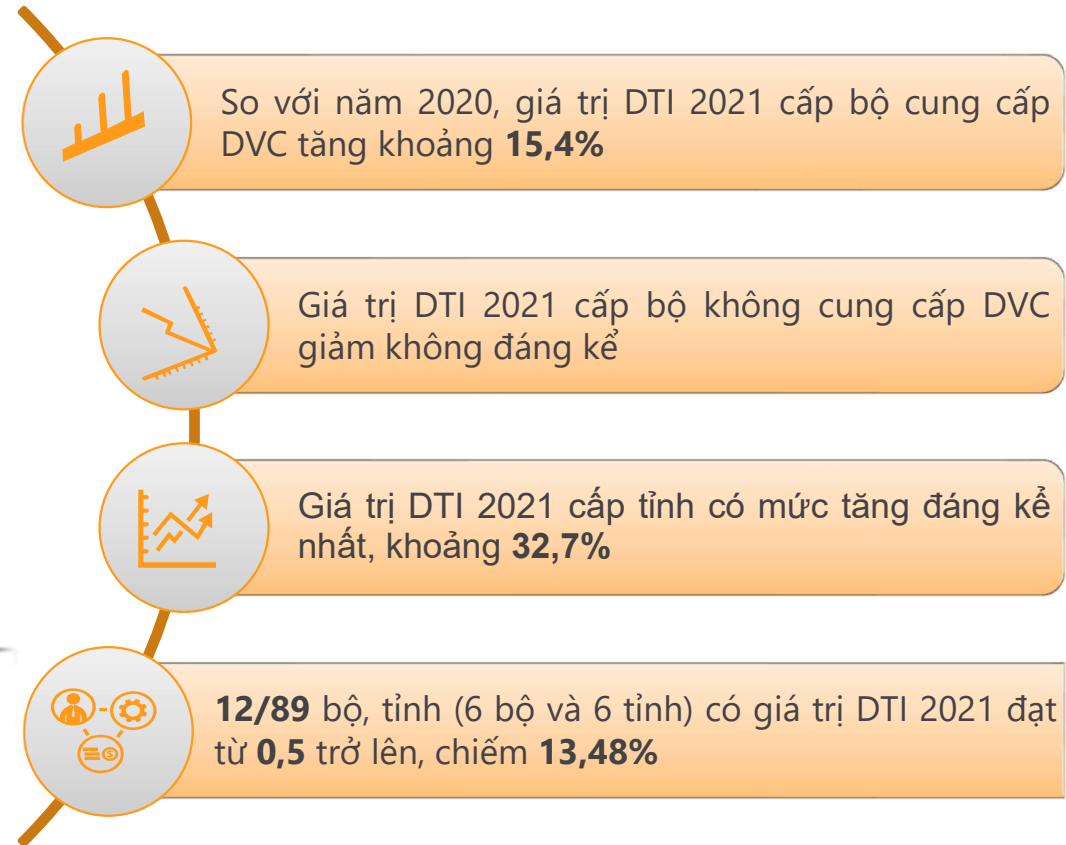 So với năm 2020, giá trị DTI 2021 cấp bộ cung cấp
DVC tăng khoảng 15,4%
Giá trị DTI 2021 cấp bộ không cung cấp DVC
giảm không đáng kể
Giá trị DTI 2021 cấp tỉnh có mức tăng đáng kể
nhất, khoảng 32,7%
12/89 bộ, tỉnh (6 bộ và 6 tỉnh) có giá trị DTI 2021 đạt
từ 0,5 trở lên, chiếm 13,48%